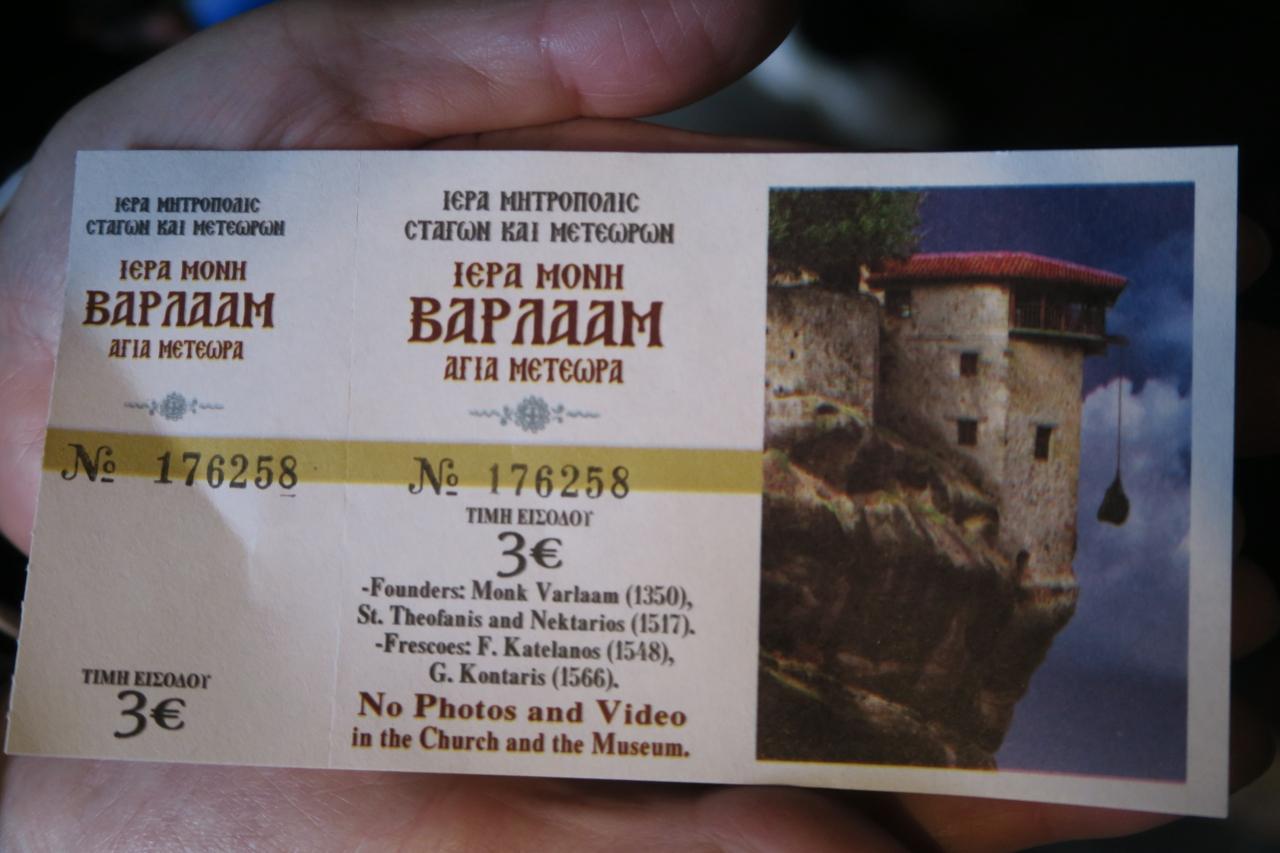 ΙΕΡΑ ΜΗΤΡΟΠΟΛΙΣ
ΣΤΑΓΩΝ ΚΑΙ ΜΕΤΕΩΡΩΝ
ΙΕΡΑ ΜΟΝΗ
ΒΑΡΛΑΑΜ
ΑΓΙΑ ΜΕΤΕΩΡΑ
№ 176258
ΤΙΜΗ ΕΙΣΟΔΟΥ
3€
ΙΕΡΑ ΜΗΤΡΟΠΟΛΙΣ
ΣΤΑΓΩΝ ΚΑΙ ΜΕΤΕΩΡΩΝ
ΙΕΡΑ ΜΟΝΗ
ΒΑΡΛΑΑΜ
ΑΓΙΑ ΜΕΤΕΩΡΑ
№ 176258
ΤΙΜΗ ΕΙΣΟΔΟΥ
3€
-Founders: Monk Varlaam (1350),
St. Theofanis and Nektarios (1517).
-Frescoes: F. Katelanos (1548),
G. Kontaris (1566).
No Photos and Video
in the Church and the Museum.